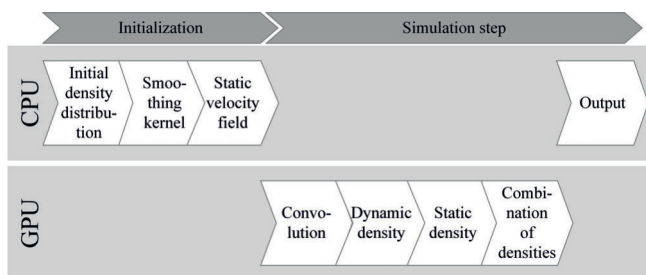 Initialization
Simulation step
CPU
Initial
density
distribu-
tion
Smoo-
thing
kernel
Static
velocity
field
Output
GPU
Convo-
lution
Dynamic
density
Static
density
Combi-
nation
of
densities